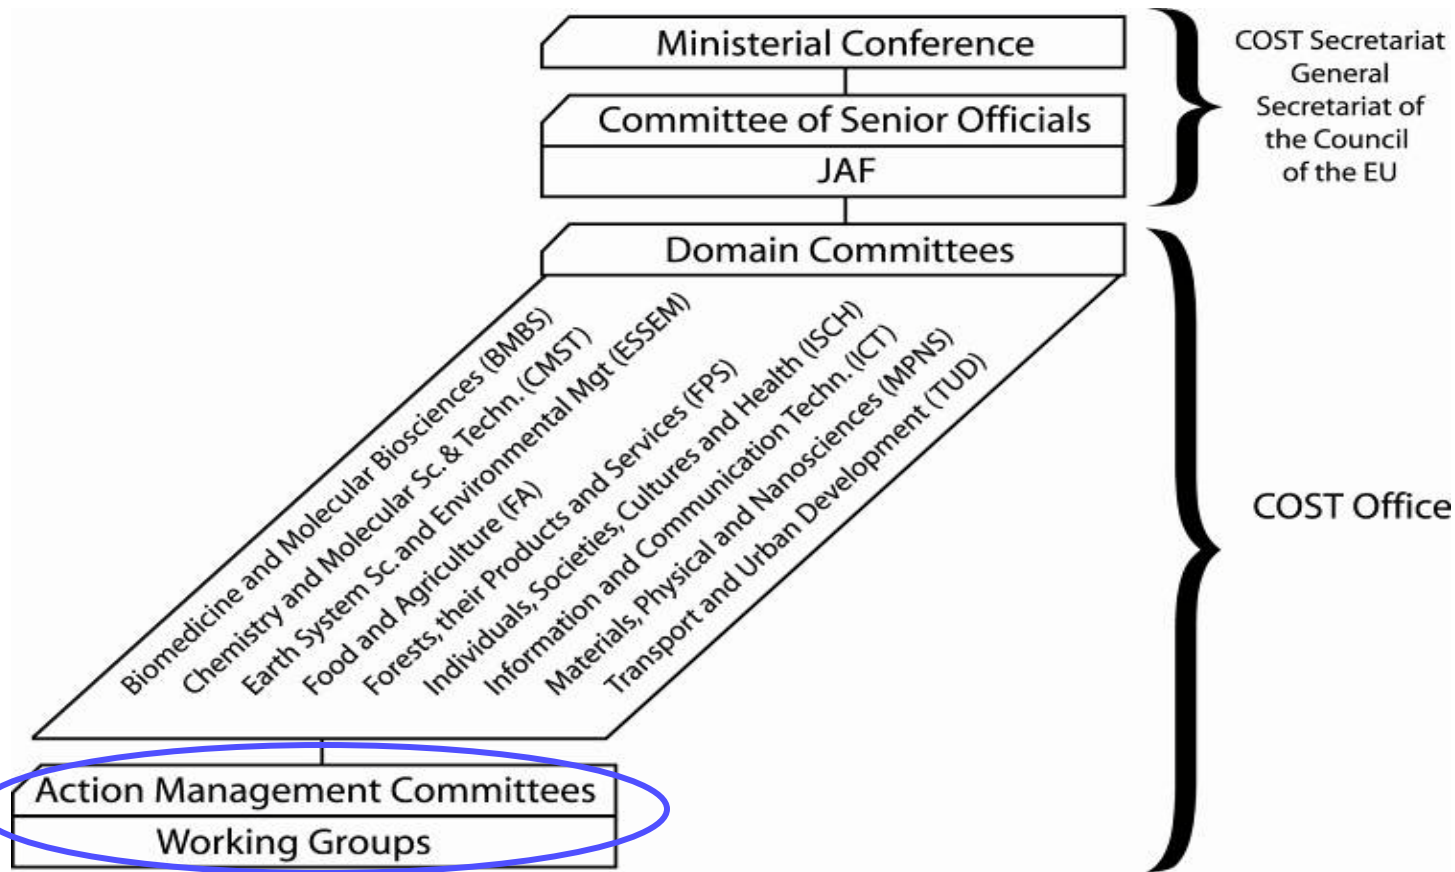 Ministerial Conference
Committee of Senior Officials
JAF
COST Secretariat
General
Secretariat of
the Council
of the EU
Domain Committees
Biomedicine and Molecular Biosciences (BMBS)
Chemistry and Molecular Sc. & Techn. (CMST)
Earth System Sc. and Environmental Mgt (ESSEM)
Food and Agriculture (FA)
Forests, their Products and Services (FPS)
Individuals, Societies, Cultures and Health (ISCH)
Information and Communication Techn. (ICT)
Materials, Physical and Nanosciences (MPNS)
Transport and Urban Development (TUD)
COST Office
Action Management Committees
Working Groups